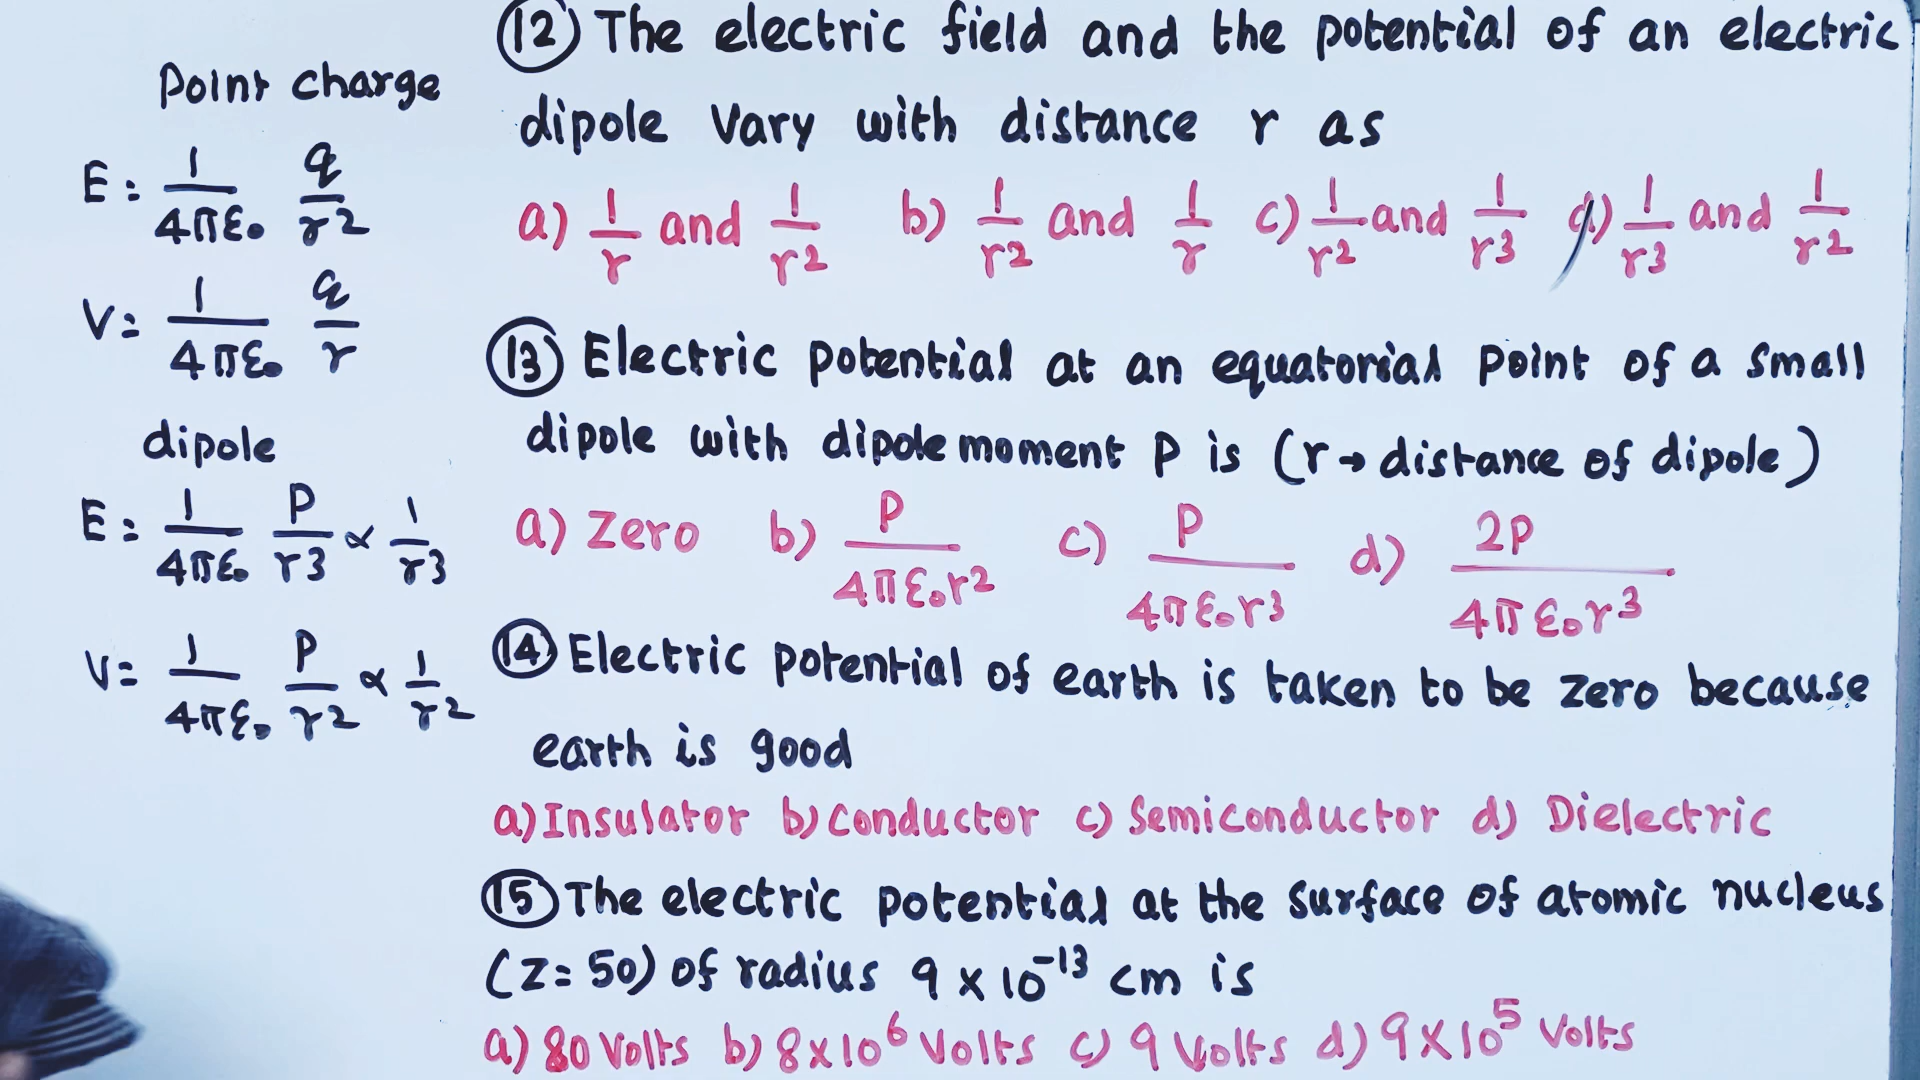 Point charge
E = 1/4πε₀ q/r²
V = 1/4πε₀ q/r
dipole
E = 1/4πε₀ P/r³ ∝ 1/r³
V = 1/4πε₀ P/r² ∝ 1/r²
(12) The electric field and the potential of an electric
dipole vary with distance r as
a) 1/r and 1/r² b) 1/r² and 1/r c) 1/r² and 1/r³ d) 1/r³ and 1/r²
(13) Electric potential at an equatorial point of a small
dipole with dipole moment P is (r → distance of dipole)
a) Zero b) P/4πε₀r² c) P/4πε₀r³ d) 2P/4πε₀r³
(14) Electric potential of earth is taken to be zero because
earth is good
a) Insulator b) Conductor c) Semiconductor d) Dielectric
(15) The electric potential at the surface of atomic nucleus
(Z = 50) of radius 9 × 10⁻¹³ cm is
a) 80 Volts b) 8×10⁶ Volts c) 9 Volts d) 9×10⁵ Volts